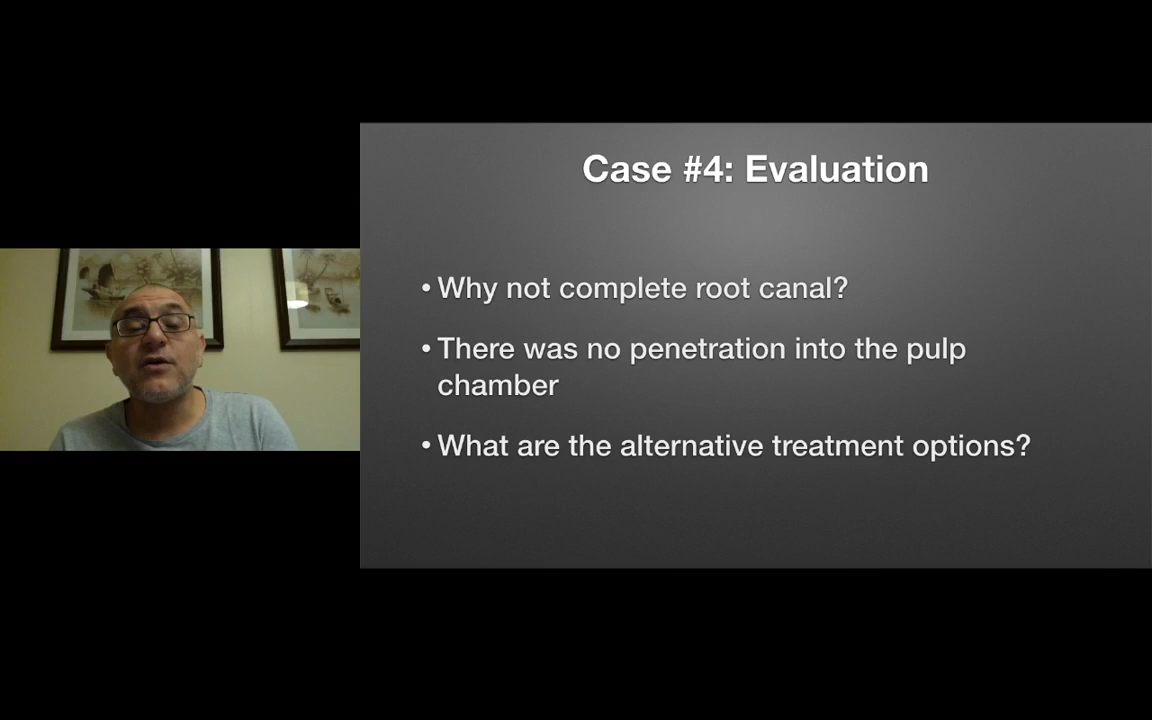 Case #4: Evaluation
• Why not complete root canal?
• There was no penetration into the pulp
chamber
• What are the alternative treatment options?